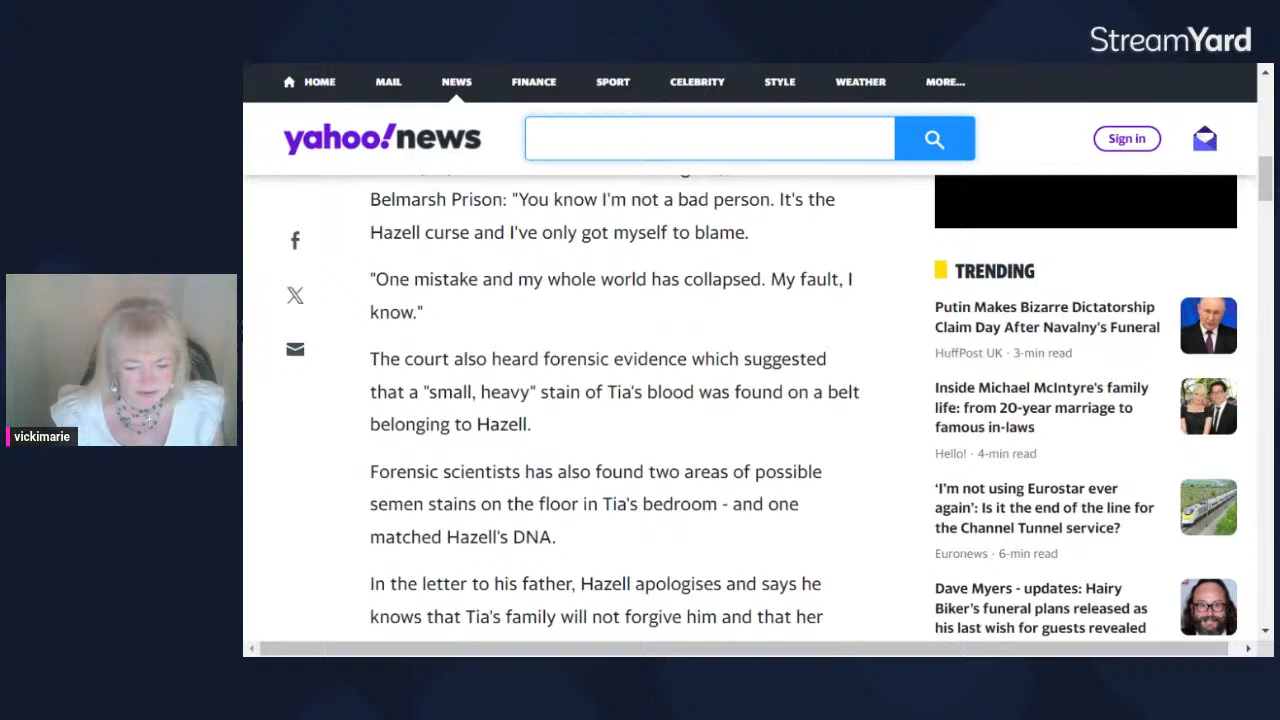 StreamYard
HOME MAIL NEWS FINANCE SPORT CELEBRITY STYLE WEATHER MORE...
yahoo!news
Sign in
Belmarsh Prison: "You know I'm not a bad person. It's the
Hazell curse and I've only got myself to blame.
"One mistake and my whole world has collapsed. My fault, I
know."
The court also heard forensic evidence which suggested
that a "small, heavy" stain of Tia's blood was found on a belt
belonging to Hazell.
Forensic scientists has also found two areas of possible
semen stains on the floor in Tia's bedroom - and one
matched Hazell's DNA.
In the letter to his father, Hazell apologises and says he
knows that Tia's family will not forgive him and that her
TRENDING
Putin Makes Bizarre Dictatorship
Claim Day After Navalny's Funeral
HuffPost UK · 3-min read
Inside Michael McIntyre's family
life: from 20-year marriage to
famous in-laws
Hello! · 4-min read
‘I'm not using Eurostar ever
again’: Is it the end of the line for
the Channel Tunnel service?
Euronews · 6-min read
Dave Myers - updates: Hairy
Biker's funeral plans released as
his last wish for guests revealed
vickimarie